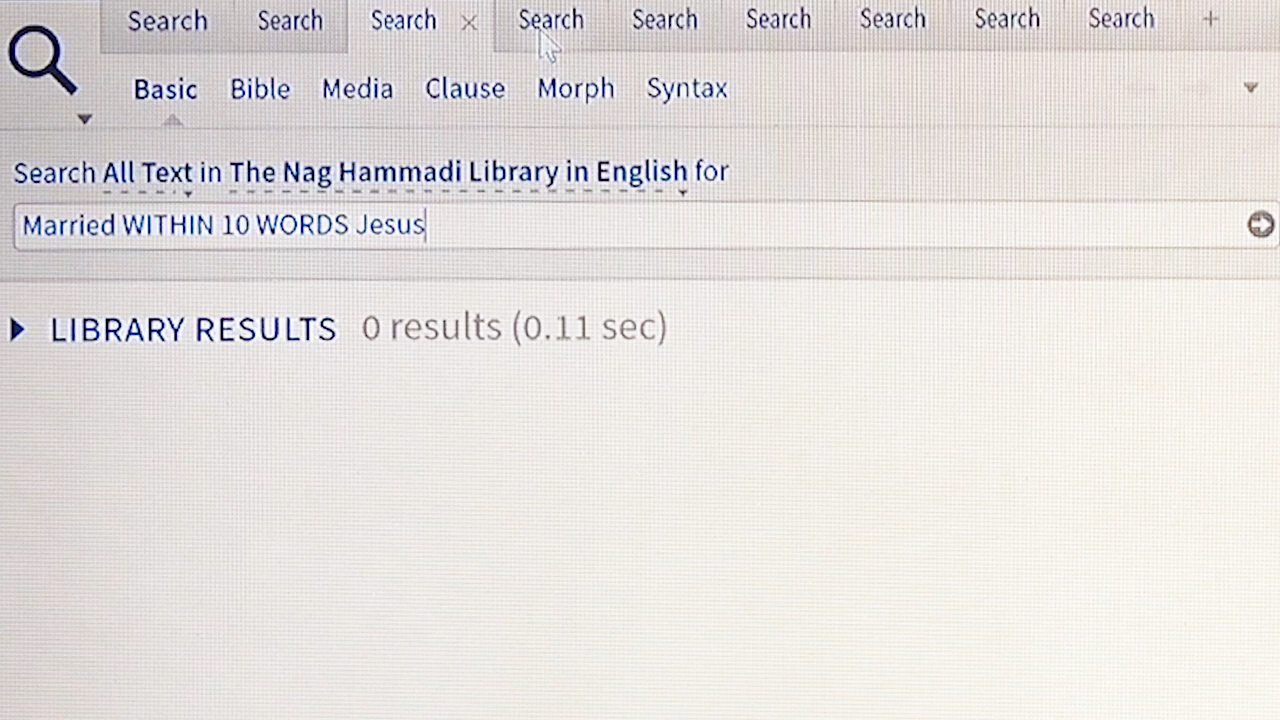 Search Search Search Search Search Search Search Search Search
Basic Bible Media Clause Morph Syntax
Search All Text in The Nag Hammadi Library in English for
Married WITHIN 10 WORDS Jesus
LIBRARY RESULTS 0 results (0.11 sec)